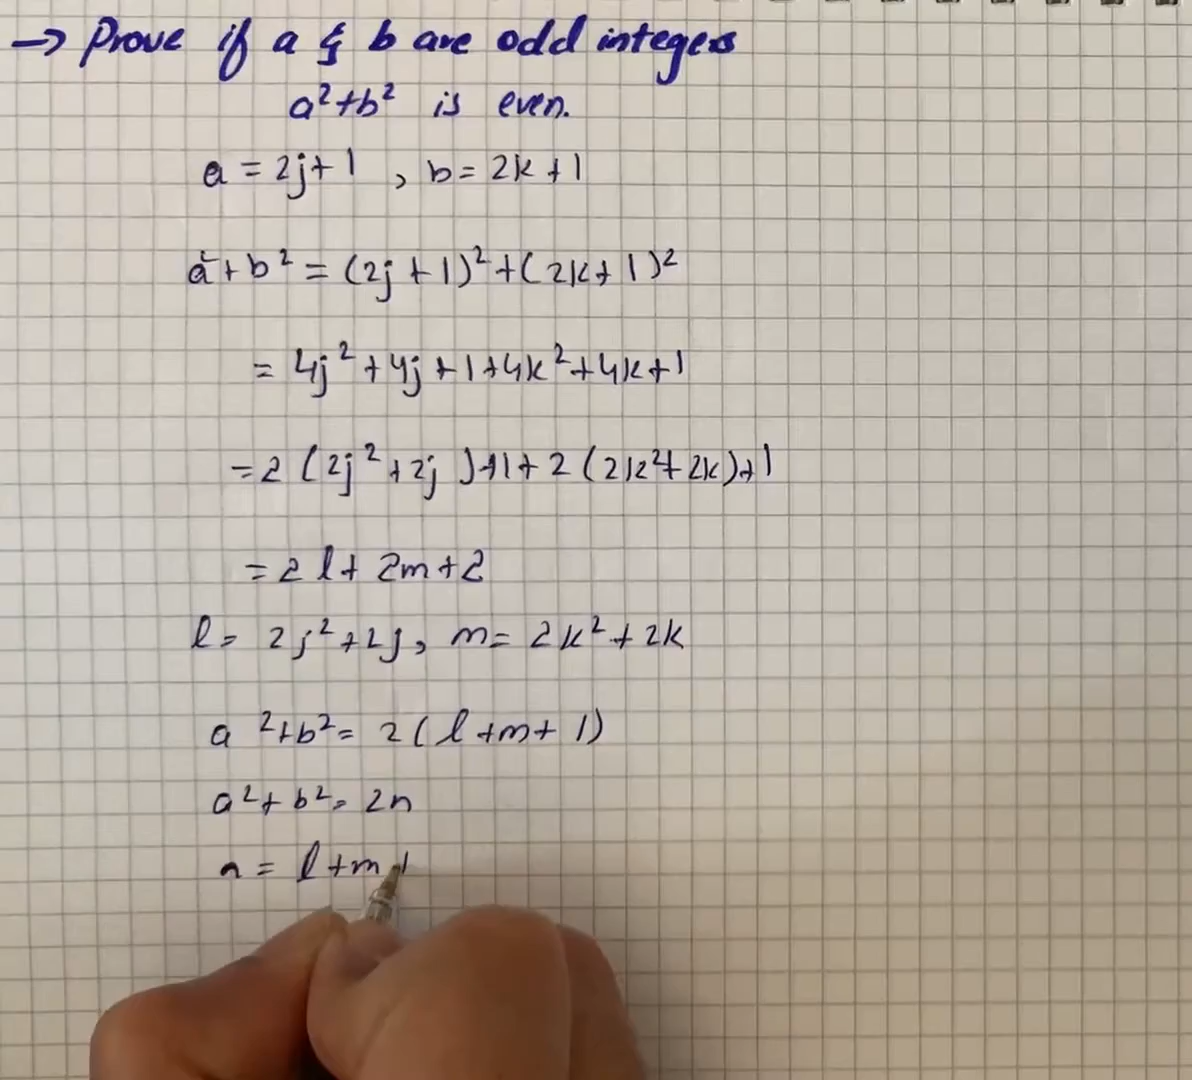 → Prove if a & b are odd integers
a²+b² is even.
a = 2j+1 , b = 2k+1
a²+b² = (2j+1)²+(2k+1)²
= 4j²+4j+1+4k²+4k+1
= 2(2j²+2j)+1+2(2k²+2k)+1
= 2l+2m+2
l= 2j²+2j, m= 2k²+2k
a²+b²= 2(l+m+1)
a²+b²= 2n
n = l+m+